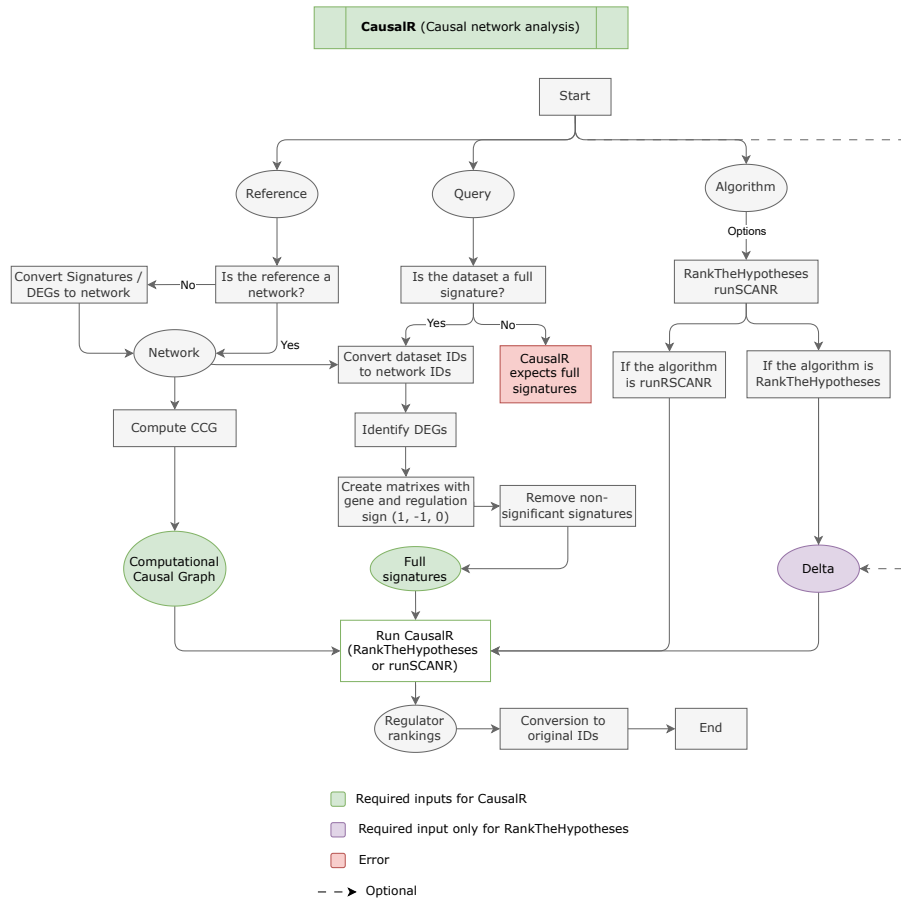 CausalR (Causal network analysis)
Start
Reference
Query
Algorithm
Options
Convert Signatures /
DEGs to network
No
Is the reference a
network?
Is the dataset a full
signature?
RankTheHypotheses
runSCANR
Yes
No
Yes
Network
Convert dataset IDs
to network IDs
CausalR
expects full
signatures
If the algorithm
is runRSCANR
If the algorithm is
RankTheHypotheses
Compute CCG
Identify DEGs
Create matrixes with
gene and regulation
sign (1, -1, 0)
Remove non-
significant signatures
Computational
Causal Graph
Full
signatures
Delta
Run CausalR
(RankTheHypotheses
or runSCANR)
Regulator
rankings
Conversion to
original IDs
End
Required inputs for CausalR
Required input only for RankTheHypotheses
Error
Optional